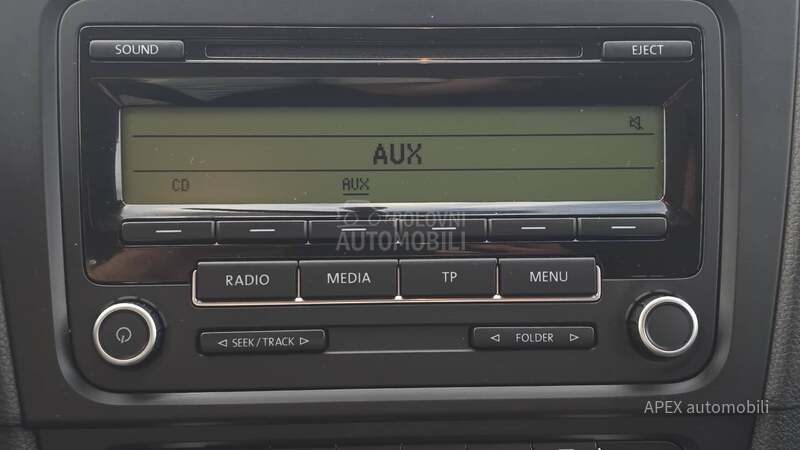 SOUND
EJECT
AUX
CD
AUX
POLOVNI
AUTOMOBILI
RADIO
MEDIA
TP
MENU
◁ SEEK/TRACK ▷
◁ FOLDER ▷
APEX automobili